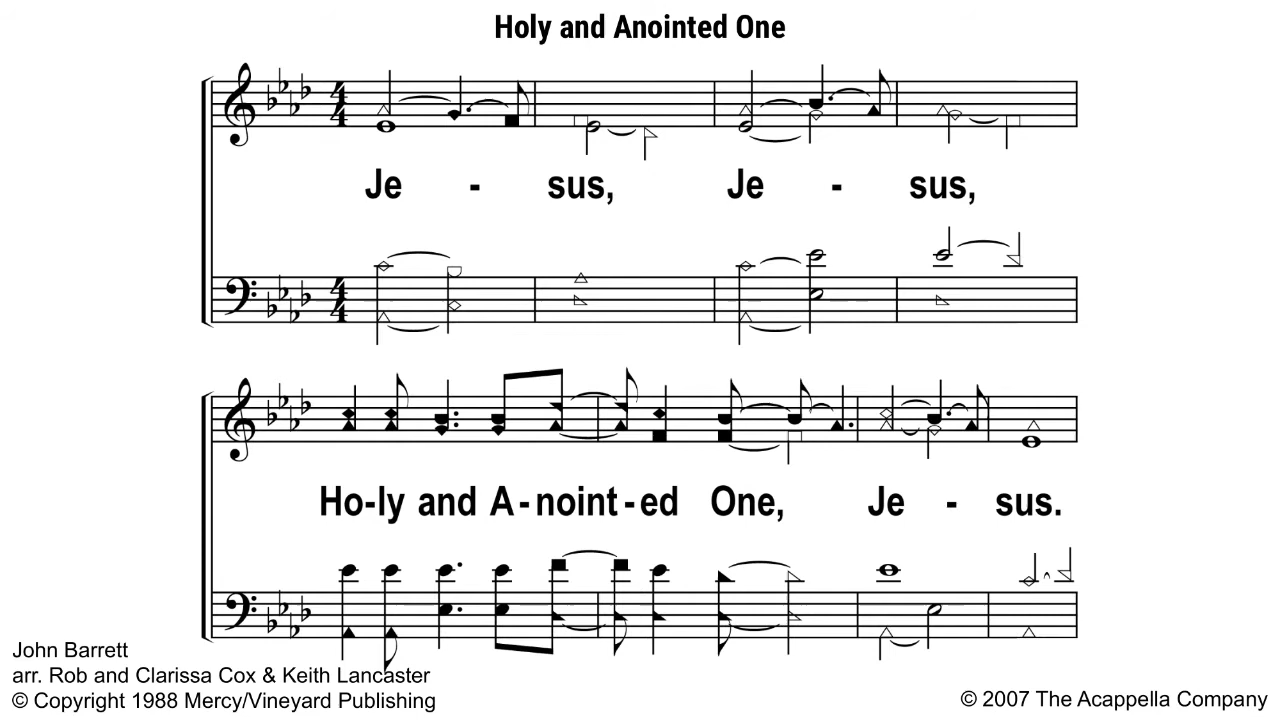 Holy and Anointed One
Je - sus, Je - sus,
Ho-ly and A-noint-ed One, Je - sus.
John Barrett
arr. Rob and Clarissa Cox & Keith Lancaster
© Copyright 1988 Mercy/Vineyard Publishing
© 2007 The Acappella Company